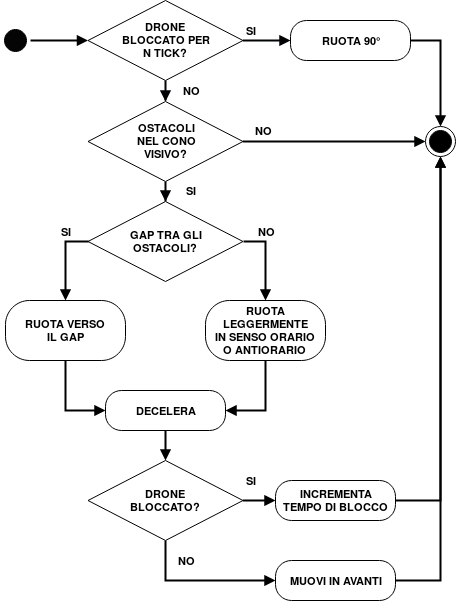 DRONE
BLOCCATO PER
N TICK?
SI
RUOTA 90°
NO
OSTACOLI
NEL CONO
VISIVO?
NO
SI
GAP TRA GLI
OSTACOLI?
SI
NO
RUOTA VERSO
IL GAP
RUOTA
LEGGERMENTE
IN SENSO ORARIO
O ANTIORARIO
DECELERA
DRONE
BLOCCATO?
SI
INCREMENTA
TEMPO DI BLOCCO
NO
MUOVI IN AVANTI